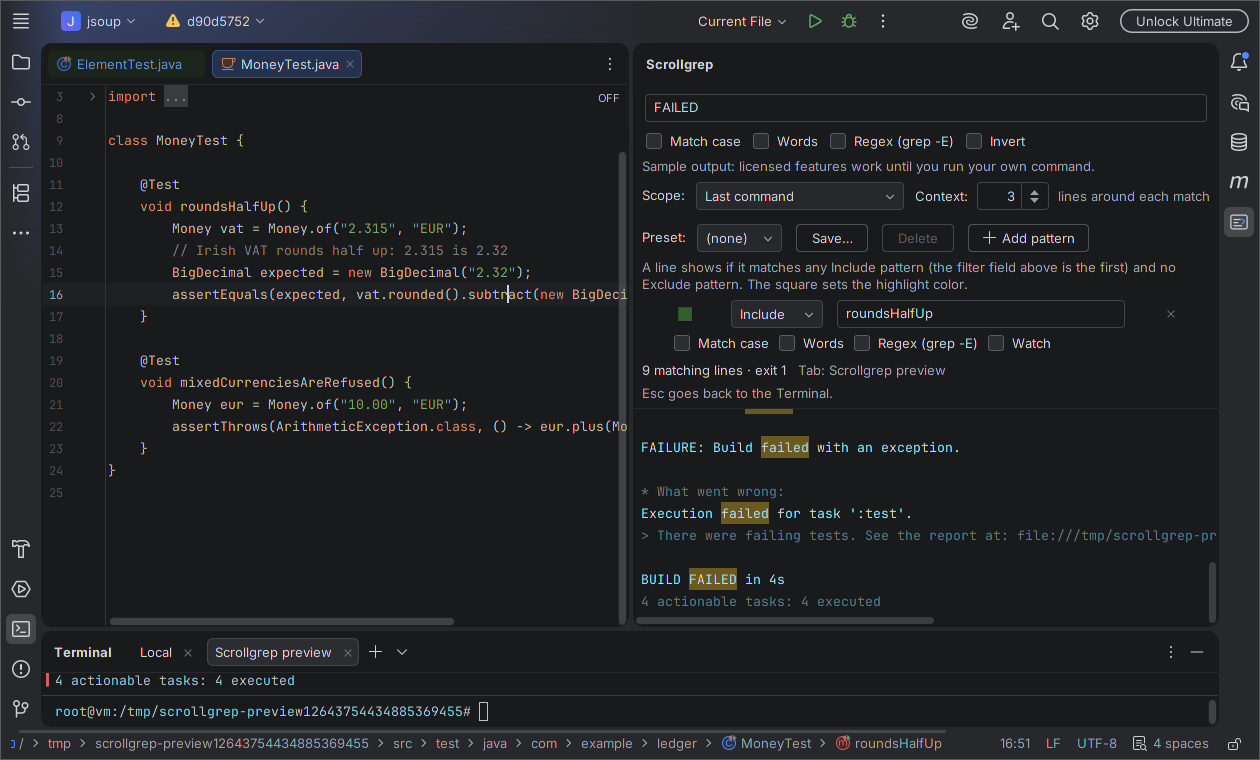 J jsoup d90d5752 Current File Unlock Ultimate
ElementTest.java MoneyTest.java
3 import ... OFF
8
9 class MoneyTest {
10
11 @Test
12 void roundsHalfUp() {
13 Money vat = Money.of("2.315", "EUR");
14 // Irish VAT rounds half up: 2.315 is 2.32
15 BigDecimal expected = new BigDecimal("2.32");
16 assertEquals(expected, vat.rounded().subtract(new BigDeci
17 }
18
19 @Test
20 void mixedCurrenciesAreRefused() {
21 Money eur = Money.of("10.00", "EUR");
22 assertThrows(ArithmeticException.class, () -> eur.plus(Mo
23 }
24 }
25
Scrollgrep
FAILED
Match case Words Regex (grep -E) Invert
Sample output: licensed features work until you run your own command.
Scope: Last command Context: 3 lines around each match
Preset: (none) Save... Delete Add pattern
A line shows if it matches any Include pattern (the filter field above is the first) and no
Exclude pattern. The square sets the highlight color.
Include roundsHalfUp
Match case Words Regex (grep -E) Watch
9 matching lines · exit 1 Tab: Scrollgrep preview
Esc goes back to the Terminal.
FAILURE: Build failed with an exception.
* What went wrong:
Execution failed for task ':test'.
> There were failing tests. See the report at: file:///tmp/scrollgrep-pr
BUILD FAILED in 4s
4 actionable tasks: 4 executed
m
Terminal Local Scrollgrep preview
4 actionable tasks: 4 executed
root@vm:/tmp/scrollgrep-preview12643754434885369455#
/ > tmp > scrollgrep-preview12643754434885369455 > src > test > java > com > example > ledger > MoneyTest > roundsHalfUp 16:51 LF UTF-8 4 spaces